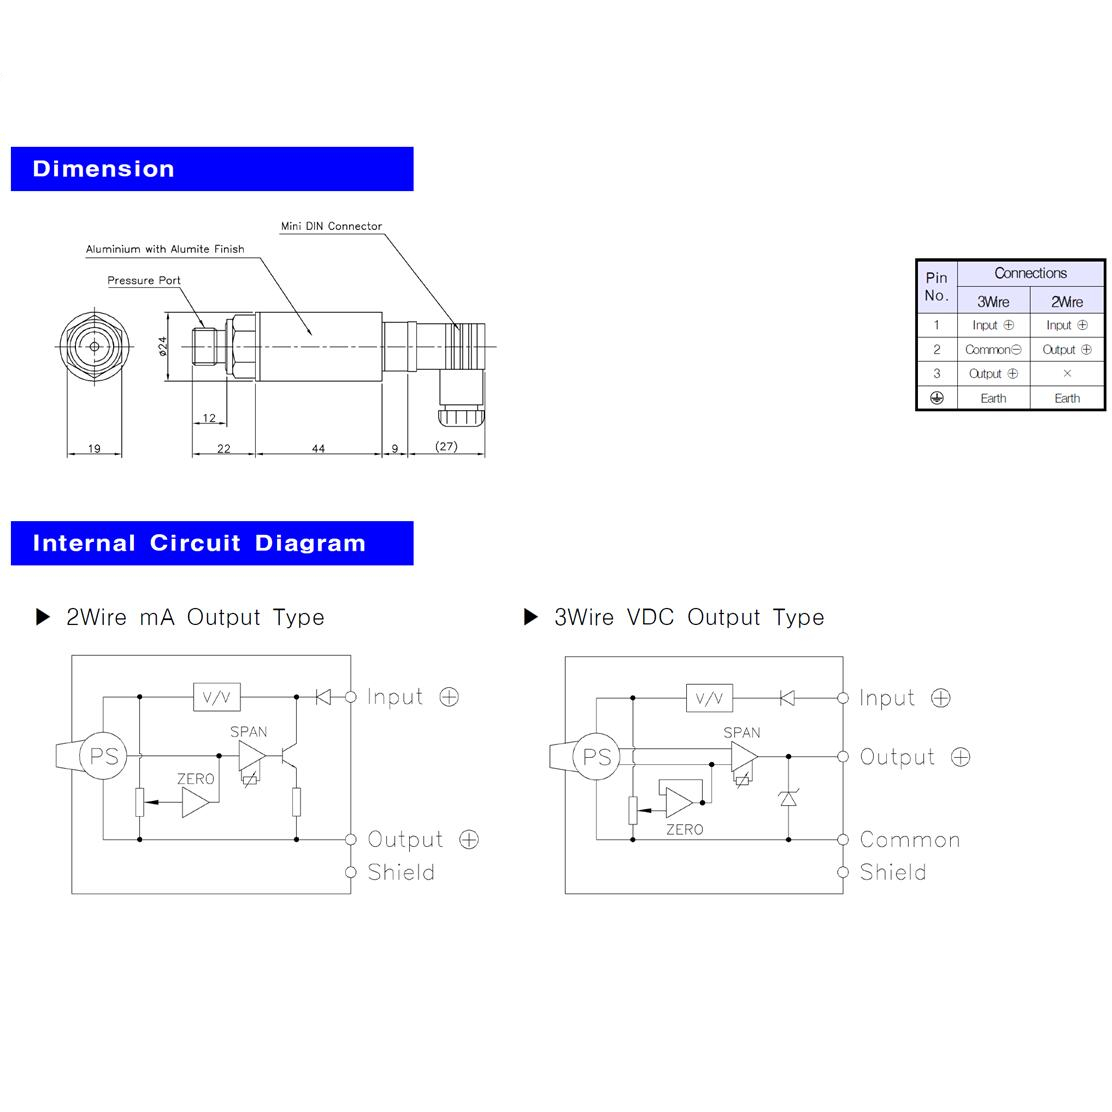 Dimension
Mini DIN Connector
Aluminium with Alumite Finish
Pressure Port
ø24
12
19
22
44
9
(27)
Pin No.
Connections
3Wire 2Wire
1 Input ⊕ Input ⊕
2 Common⊖ Output ⊕
3 Output ⊕ ×
Earth Earth
Internal Circuit Diagram
▶ 2Wire mA Output Type
V/V
Input ⊕
SPAN
PS
ZERO
Output ⊕
Shield
▶ 3Wire VDC Output Type
V/V
Input ⊕
SPAN
PS
Output ⊕
ZERO
Common
Shield